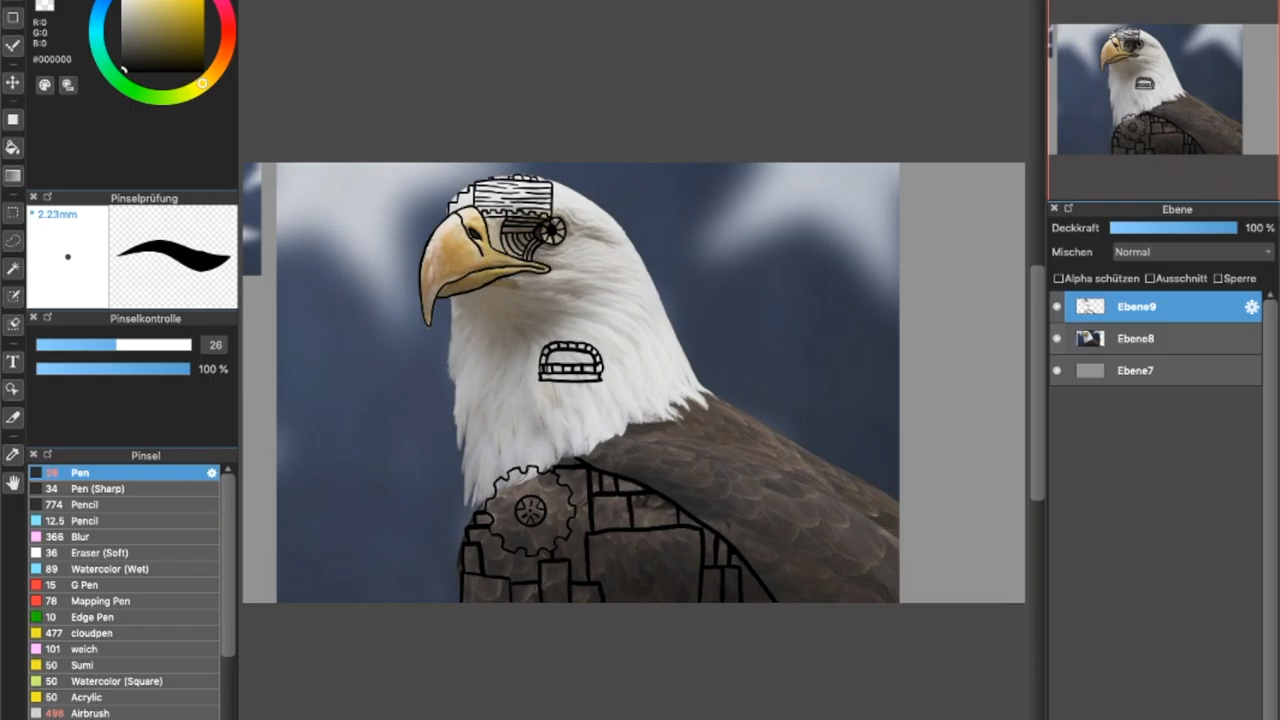 R:0
G:0
B:0
#000000
Pinselprüfung
* 2.23mm
Pinselkontrolle
26
100 %
Pinsel
26 Pen
34 Pen (Sharp)
774 Pencil
12.5 Pencil
366 Blur
36 Eraser (Soft)
89 Watercolor (Wet)
15 G Pen
78 Mapping Pen
10 Edge Pen
477 cloudpen
101 weich
50 Sumi
50 Watercolor (Square)
50 Acrylic
498 Airbrush
Ebene
Deckkraft 100 %
Mischen Normal
Alpha schützen Ausschnitt Sperre
Ebene9
Ebene8
Ebene7